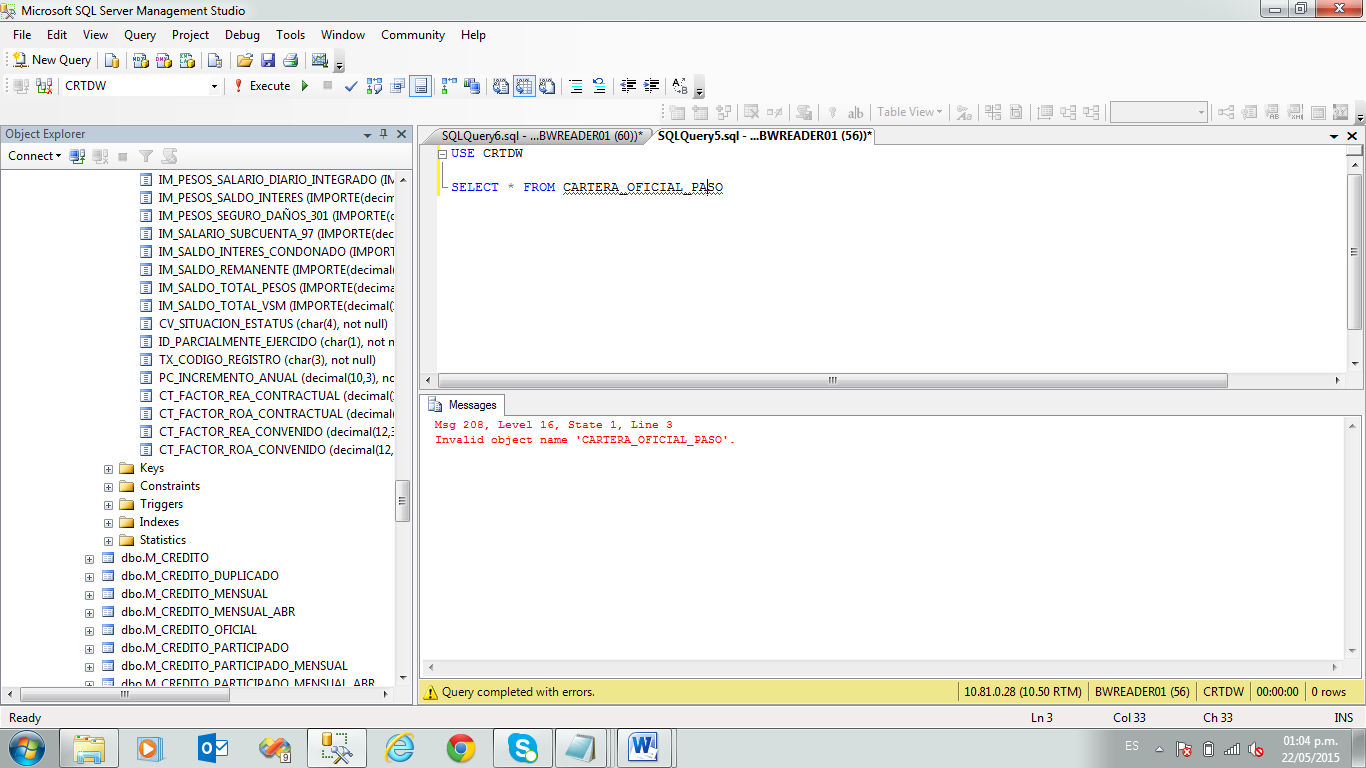 Microsoft SQL Server Management Studio
File Edit View Query Project Debug Tools Window Community Help
New Query
CRTDW Execute
Table View
Object Explorer
SQLQuery6.sql - ...BWREADER01 (60))* SQLQuery5.sql - ...BWREADER01 (56))*
Connect
IM_PESOS_SALARIO_DIARIO_INTEGRADO (IM
IM_PESOS_SALDO_INTERES (IMPORTE(decim
IM_PESOS_SEGURO_DAÑOS_301 (IMPORTE(c
IM_SALARIO_SUBCUENTA_97 (IMPORTE(dec
IM_SALDO_INTERES_CONDONADO (IMPORT
IM_SALDO_REMANENTE (IMPORTE(decimal(
IM_SALDO_TOTAL_PESOS (IMPORTE(decima
IM_SALDO_TOTAL_VSM (IMPORTE(decimal(
CV_SITUACION_ESTATUS (char(4), not null)
ID_PARCIALMENTE_EJERCIDO (char(1), not n
TX_CODIGO_REGISTRO (char(3), not null)
PC_INCREMENTO_ANUAL (decimal(10,3), no
CT_FACTOR_REA_CONTRACTUAL (decimal(
CT_FACTOR_ROA_CONTRACTUAL (decimal(
CT_FACTOR_REA_CONVENIDO (decimal(12,3
CT_FACTOR_ROA_CONVENIDO (decimal(12,
Keys
Constraints
Triggers
Indexes
Statistics
dbo.M_CREDITO
dbo.M_CREDITO_DUPLICADO
dbo.M_CREDITO_MENSUAL
dbo.M_CREDITO_MENSUAL_ABR
dbo.M_CREDITO_OFICIAL
dbo.M_CREDITO_PARTICIPADO
dbo.M_CREDITO_PARTICIPADO_MENSUAL
dbo.M_CREDITO_PARTICIPADO_MENSUAL_ABR
USE CRTDW
SELECT * FROM CARTERA_OFICIAL_PASO
Messages
Msg 208, Level 16, State 1, Line 3
Invalid object name 'CARTERA_OFICIAL_PASO'.
Query completed with errors. 10.81.0.28 (10.50 RTM) BWREADER01 (56) CRTDW 00:00:00 0 rows
Ready Ln 3 Col 33 Ch 33 INS
ES 01:04 p.m.
22/05/2015